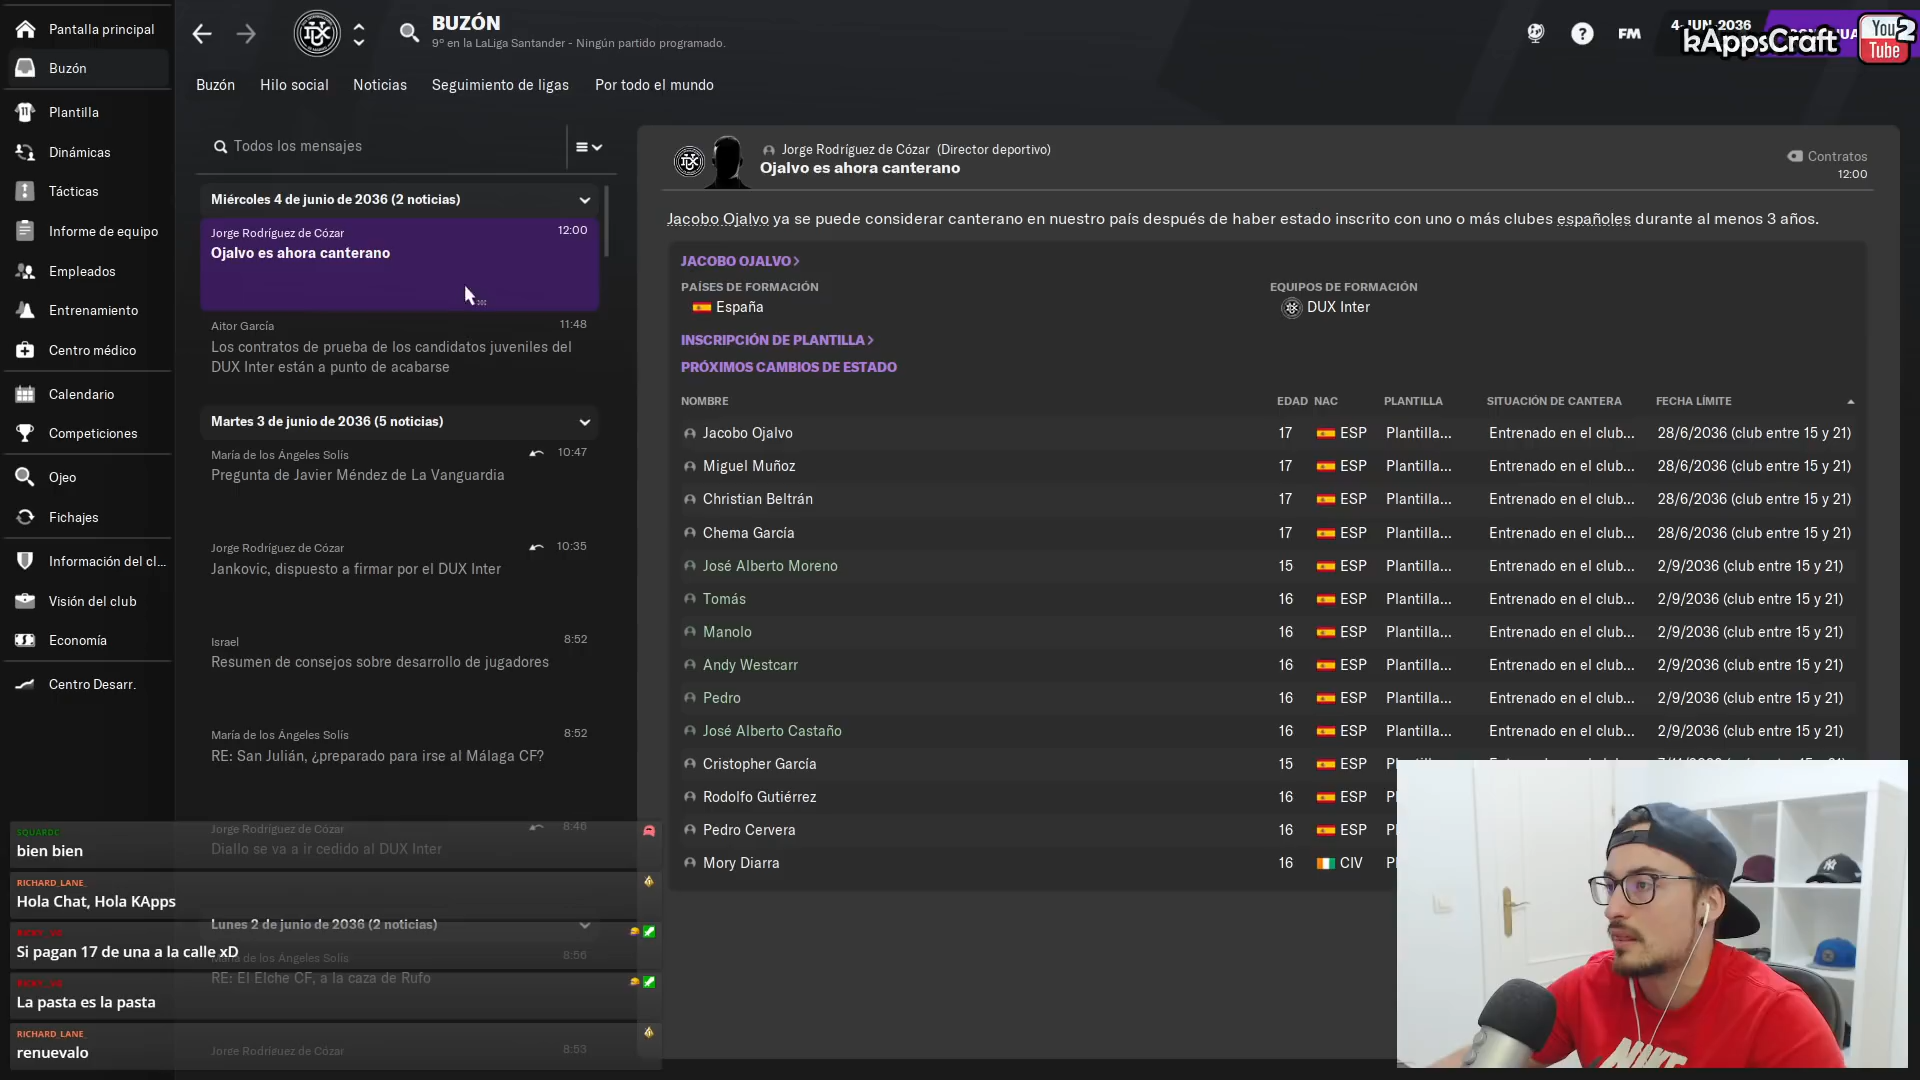 Pantalla principal
Buzón
Plantilla
Dinámicas
Tácticas
Informe de equipo
Empleados
Entrenamiento
Centro médico
Calendario
Competiciones
Ojeo
Fichajes
Información del cl...
Visión del club
Economía
Centro Desarr.
BUZÓN
9º en la LaLiga Santander - Ningún partido programado.
FM
4 JUN 2036
kAppsCraft
You2
Tube
Buzón Hilo social Noticias Seguimiento de ligas Por todo el mundo
Todos los mensajes
Miércoles 4 de junio de 2036 (2 noticias)
Jorge Rodríguez de Cózar 12:00
Ojalvo es ahora canterano
Aitor García 11:48
Los contratos de prueba de los candidatos juveniles del
DUX Inter están a punto de acabarse
Martes 3 de junio de 2036 (5 noticias)
María de los Ángeles Solís 10:47
Pregunta de Javier Méndez de La Vanguardia
Jorge Rodríguez de Cózar 10:35
Jankovic, dispuesto a firmar por el DUX Inter
Israel 8:52
Resumen de consejos sobre desarrollo de jugadores
María de los Ángeles Solís 8:52
RE: San Julián, ¿preparado para irse al Málaga CF?
Jorge Rodríguez de Cózar 8:46
Diallo se va a ir cedido al DUX Inter
Lunes 2 de junio de 2036 (2 noticias)
María de los Ángeles Solís 8:56
RE: El Elche CF, a la caza de Rufo
Jorge Rodríguez de Cózar 8:53
SQUARDC
bien bien
RICHARD_LANE_
Hola Chat, Hola KApps
Si pagan 17 de una a la calle xD
La pasta es la pasta
RICHARD_LANE_
renuevalo
Jorge Rodríguez de Cózar (Director deportivo)
Ojalvo es ahora canterano
Contratos
12:00
Jacobo Ojalvo ya se puede considerar canterano en nuestro país después de haber estado inscrito con uno o más clubes españoles durante al menos 3 años.
JACOBO OJALVO
PAÍSES DE FORMACIÓN EQUIPOS DE FORMACIÓN
España DUX Inter
INSCRIPCIÓN DE PLANTILLA
PRÓXIMOS CAMBIOS DE ESTADO
NOMBRE EDAD NAC PLANTILLA SITUACIÓN DE CANTERA FECHA LÍMITE
Jacobo Ojalvo 17 ESP Plantilla... Entrenado en el club... 28/6/2036 (club entre 15 y 21)
Miguel Muñoz 17 ESP Plantilla... Entrenado en el club... 28/6/2036 (club entre 15 y 21)
Christian Beltrán 17 ESP Plantilla... Entrenado en el club... 28/6/2036 (club entre 15 y 21)
Chema García 17 ESP Plantilla... Entrenado en el club... 28/6/2036 (club entre 15 y 21)
José Alberto Moreno 15 ESP Plantilla... Entrenado en el club... 2/9/2036 (club entre 15 y 21)
Tomás 16 ESP Plantilla... Entrenado en el club... 2/9/2036 (club entre 15 y 21)
Manolo 16 ESP Plantilla... Entrenado en el club... 2/9/2036 (club entre 15 y 21)
Andy Westcarr 16 ESP Plantilla... Entrenado en el club... 2/9/2036 (club entre 15 y 21)
Pedro 16 ESP Plantilla... Entrenado en el club... 2/9/2036 (club entre 15 y 21)
José Alberto Castaño 16 ESP Plantilla... Entrenado en el club... 2/9/2036 (club entre 15 y 21)
Cristopher García 15 ESP
Rodolfo Gutiérrez 16 ESP Pl
Pedro Cervera 16 ESP Pl
Mory Diarra 16 CIV Pl